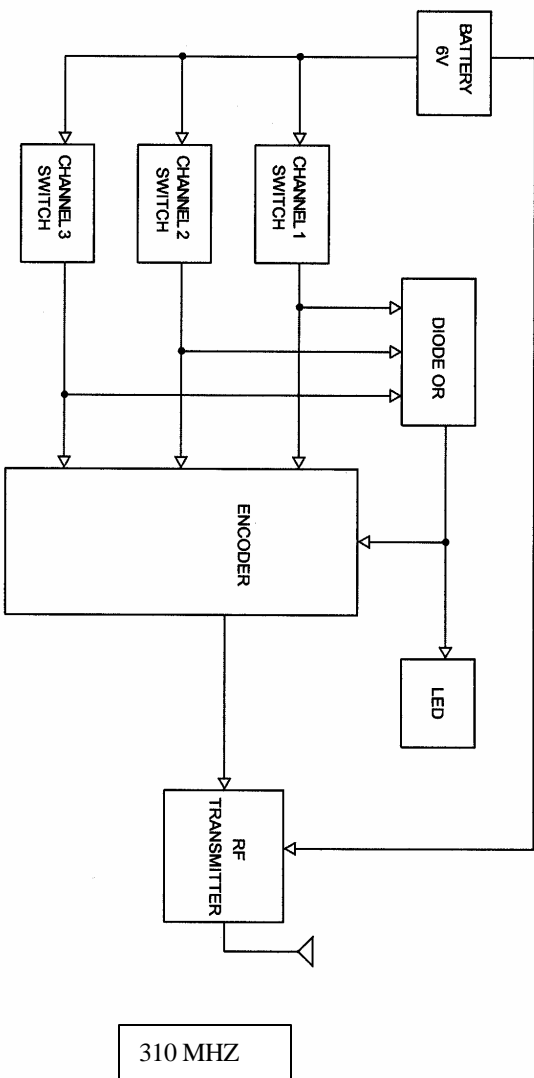 BATTERY
6V
CHANNEL 1
SWITCH
CHANNEL 2
SWITCH
CHANNEL 3
SWITCH
DIODE OR
ENCODER
LED
RF
TRANSMITTER
310 MHZ